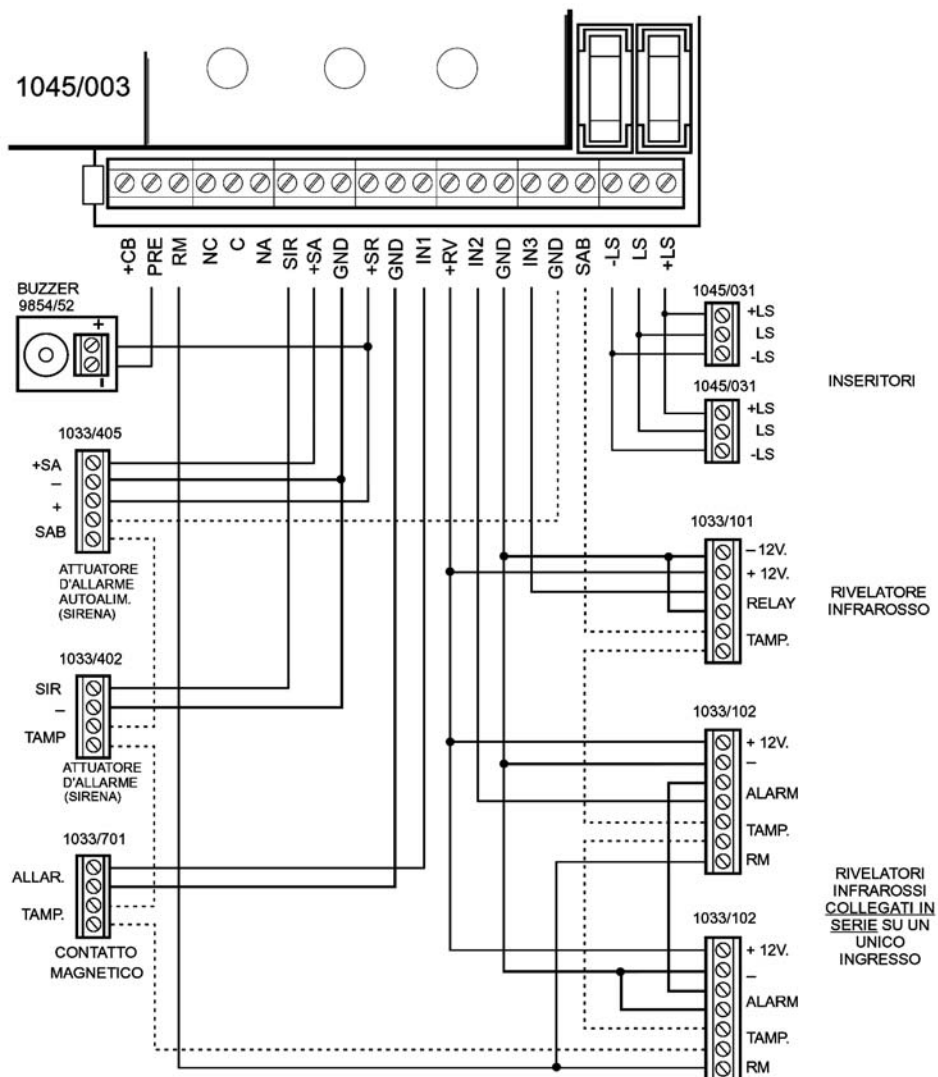 1045/003
+CB
PRE
RM
NC
C
NA
SIR
+SA
GND
+SR
GND
IN1
+RV
IN2
GND
IN3
GND
SAB
-LS
LS
+LS
BUZZER
9854/52
+
-
1045/031
+LS
LS
-LS
INSERITORI
1045/031
+LS
LS
-LS
1033/405
+SA
–
+
SAB
ATTUATORE
D'ALLARME
AUTOALIM.
(SIRENA)
1033/101
– 12V.
+ 12V.
RELAY
TAMP.
RIVELATORE
INFRAROSSO
1033/402
SIR
–
TAMP
ATTUATORE
D'ALLARME
(SIRENA)
1033/102
+ 12V.
–
ALARM
TAMP.
RM
1033/701
ALLAR.
TAMP.
CONTATTO
MAGNETICO
RIVELATORI
INFRAROSSI
COLLEGATI IN
SERIE SU UN
UNICO
INGRESSO
1033/102
+ 12V.
–
ALARM
TAMP.
RM